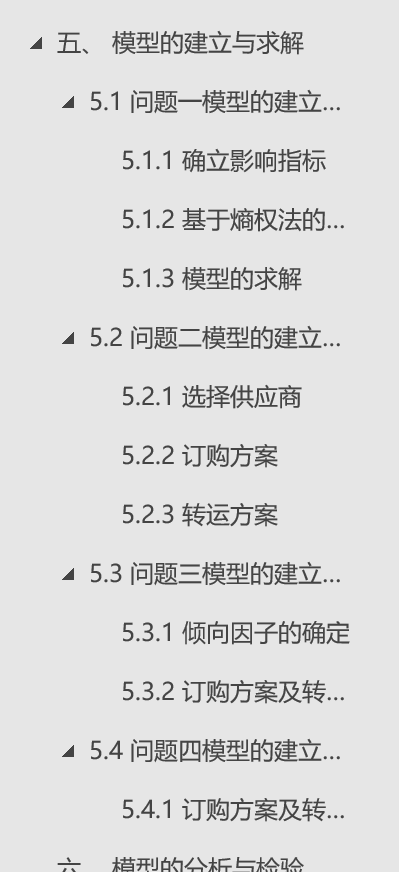 五、 模型的建立与求解
5.1 问题一模型的建立...
5.1.1 确立影响指标
5.1.2 基于熵权法的...
5.1.3 模型的求解
5.2 问题二模型的建立...
5.2.1 选择供应商
5.2.2 订购方案
5.2.3 转运方案
5.3 问题三模型的建立...
5.3.1 倾向因子的确定
5.3.2 订购方案及转...
5.4 问题四模型的建立...
5.4.1 订购方案及转...
六、 模型的分析与检验